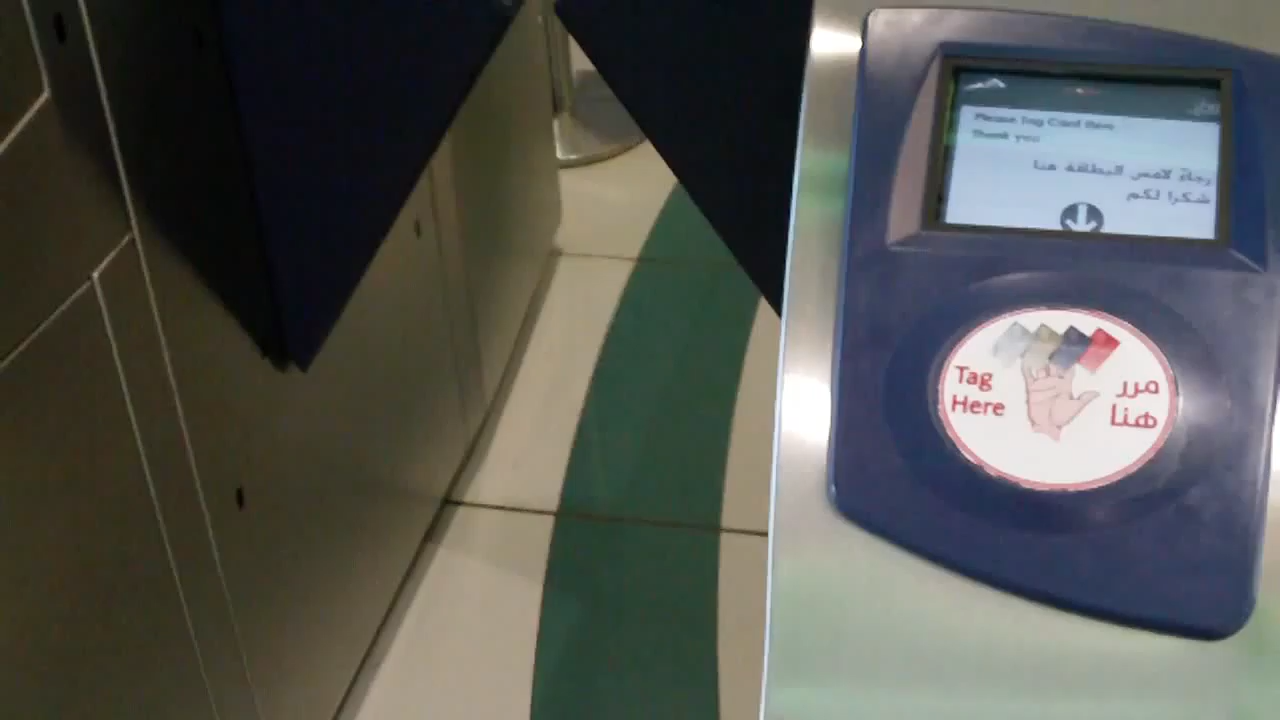 Please Tag Card Here
Thank you
رجاءً لامس البطاقة هنا
شكرا لكم
Tag
Here
مرر
هنا